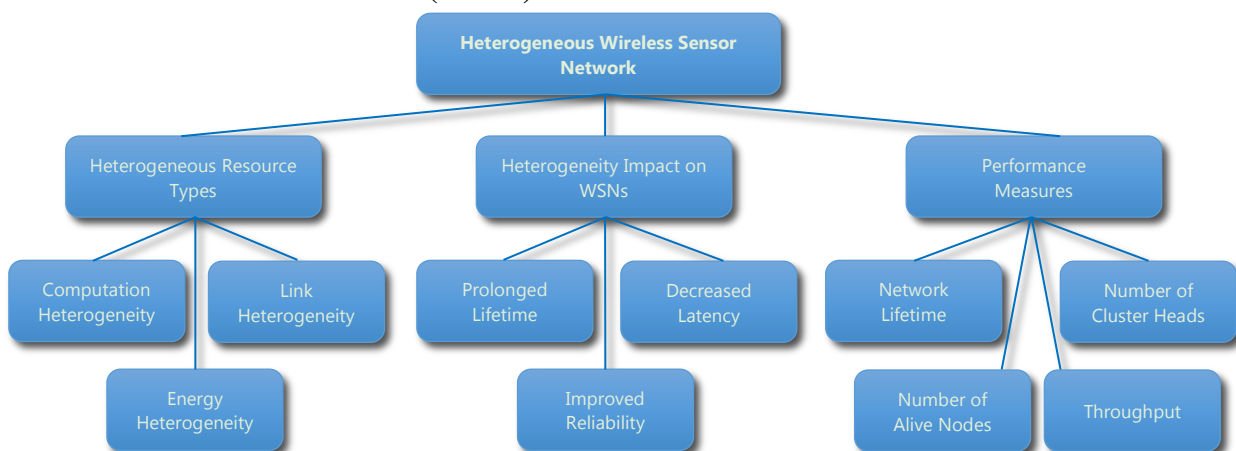 Heterogeneous Wireless Sensor
Network
Heterogeneous Resource
Types
Heterogeneity Impact on
WSNs
Performance
Measures
Computation
Heterogeneity
Link
Heterogeneity
Prolonged
Lifetime
Decreased
Latency
Network
Lifetime
Number of
Cluster Heads
Energy
Heterogeneity
Improved
Reliability
Number of
Alive Nodes
Throughput